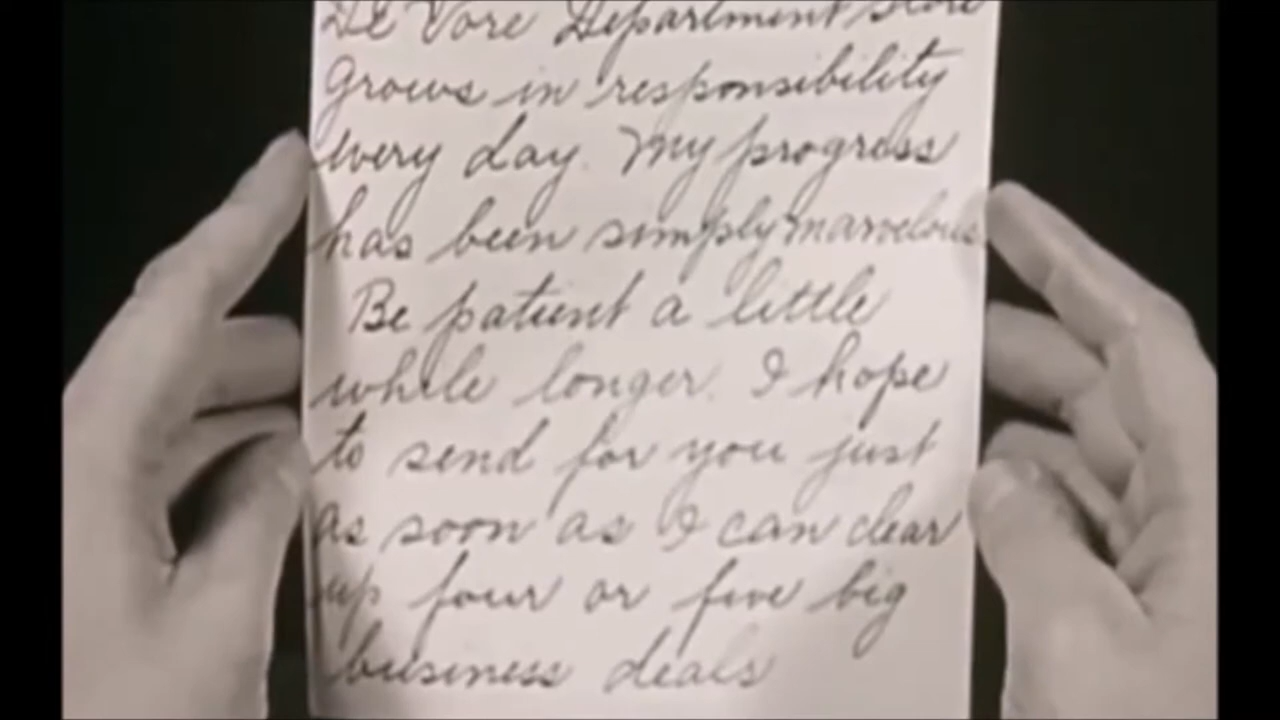 De Vore Department Store
grows in responsibility
every day. My progress
has been simply marvelous
Be patient a little
while longer. I hope
to send for you just
as soon as I can clear
up four or five big
business deals